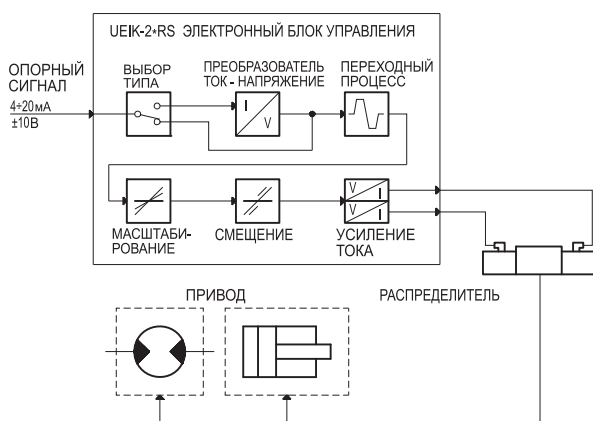 UEIK-2*RS ЭЛЕКТРОННЫЙ БЛОК УПРАВЛЕНИЯ
ОПОРНЫЙ
СИГНАЛ
4÷20мА
±10В
ВЫБОР
ТИПА
ПРЕОБРАЗОВАТЕЛЬ
ТОК - НАПРЯЖЕНИЕ
I
V
ПЕРЕХОДНЫЙ
ПРОЦЕСС
МАСШТАБИ-
РОВАНИЕ
СМЕЩЕНИЕ
V
I
V
I
УСИЛЕНИЕ
ТОКА
ПРИВОД
РАСПРЕДЕЛИТЕЛЬ